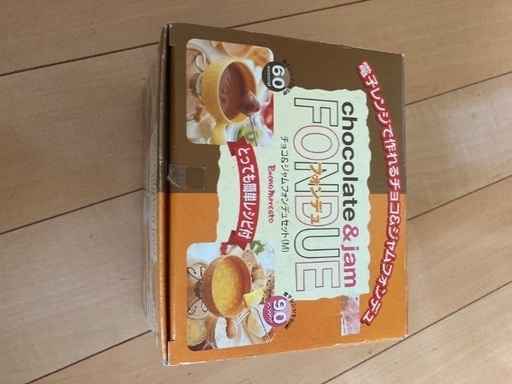 電子レンジで作れるチョコ&ジャムフォンデュ
chocolate & jam
FONDUE
フォンデュ
チョコ&ジャムフォンデュセット(M)
Buono mercato
とっても簡単レシピ付
60
90